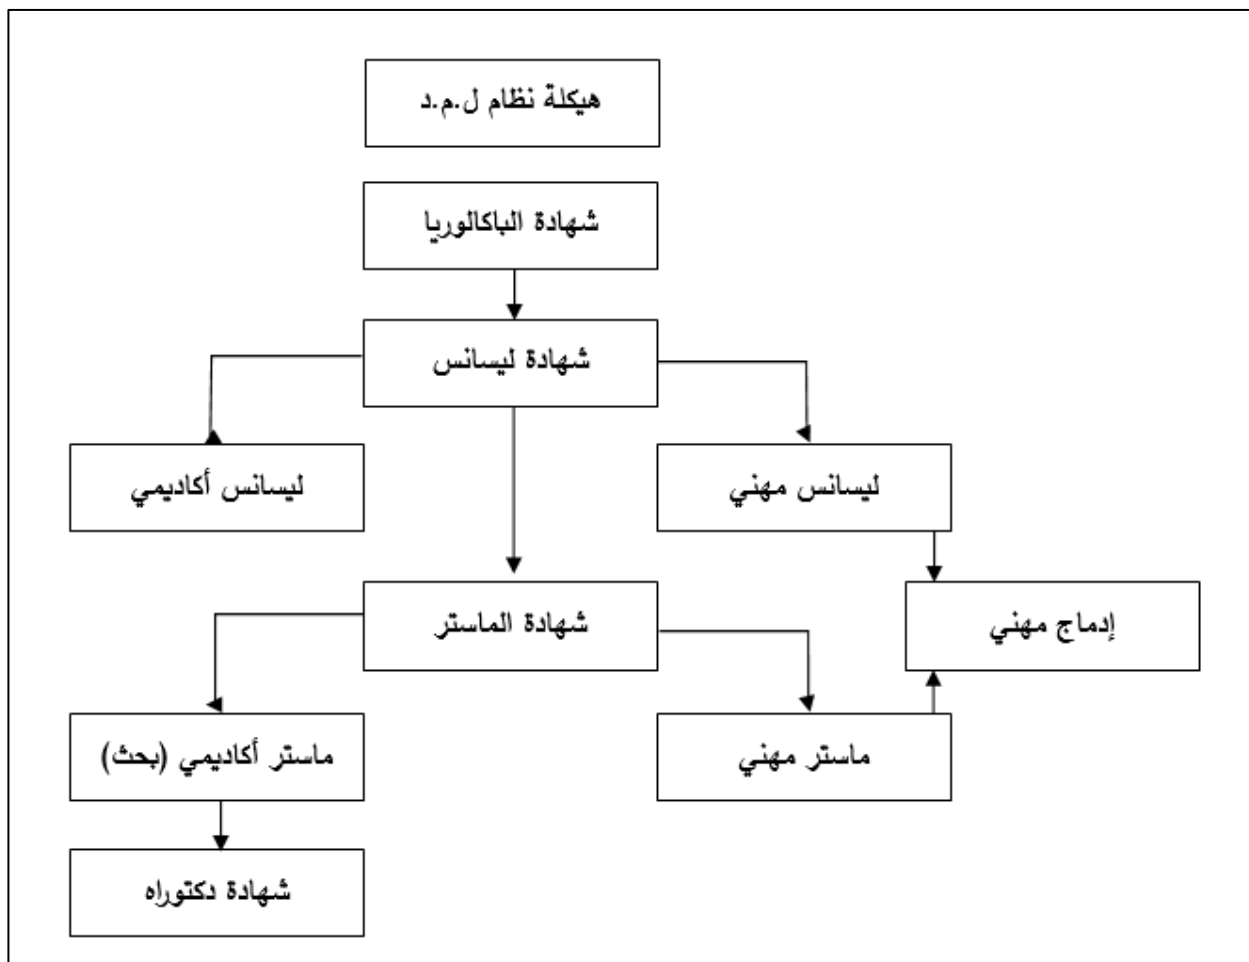 هيكلة نظام ل.م.د
شهادة الباكالوريا
شهادة ليسانس
ليسانس مهني
ليسانس أكاديمي
شهادة الماستر
إدماج مهني
ماستر مهني
ماستر أكاديمي (بحث)
شهادة دكتوراه